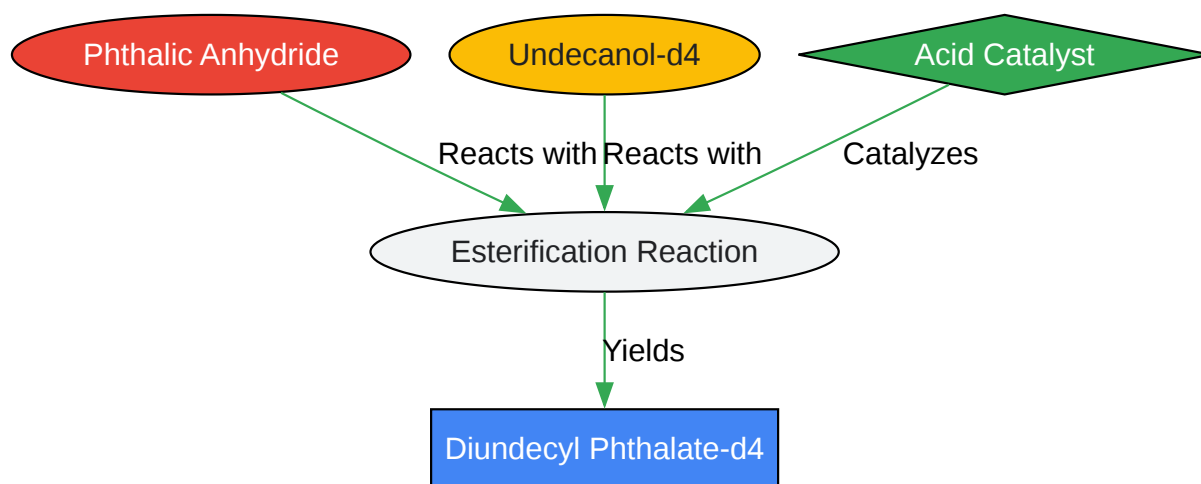 Phthalic Anhydride
Undecanol-d4
Acid Catalyst
Reacts with
Reacts with
Catalyzes
Esterification Reaction
Yields
Diundecyl Phthalate-d4